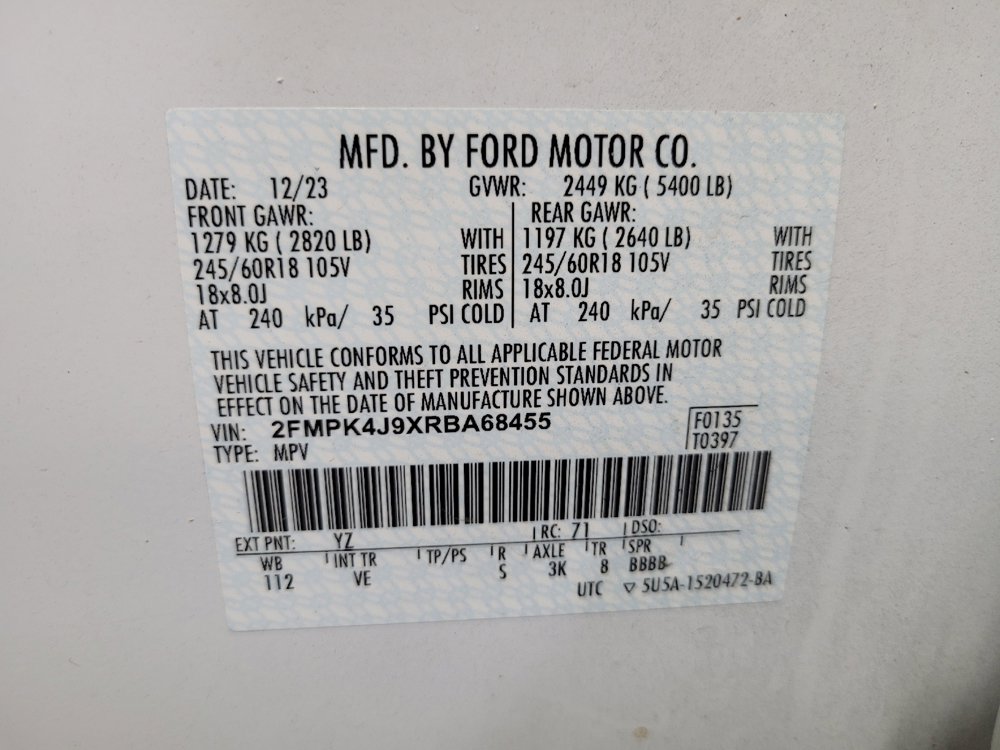 MFD. BY FORD MOTOR CO.
DATE: 12/23 GVWR: 2449 KG ( 5400 LB)
FRONT GAWR: REAR GAWR:
1279 KG ( 2820 LB) WITH 1197 KG ( 2640 LB) WITH
245/60R18 105V TIRES 245/60R18 105V TIRES
18x8.0J RIMS 18x8.0J RIMS
AT 240 kPa/ 35 PSI COLD AT 240 kPa/ 35 PSI COLD
THIS VEHICLE CONFORMS TO ALL APPLICABLE FEDERAL MOTOR
VEHICLE SAFETY AND THEFT PREVENTION STANDARDS IN
EFFECT ON THE DATE OF MANUFACTURE SHOWN ABOVE.
VIN: 2FMPK4J9XRBA68455 F0135
TYPE: MPV T0397
EXT PNT: YZ RC: 71 DSO:
WB INT TR TP/PS R AXLE TR SPR
112 VE S 3K 8 BBBB
UTC ▽ 5U5A-1520472-BA